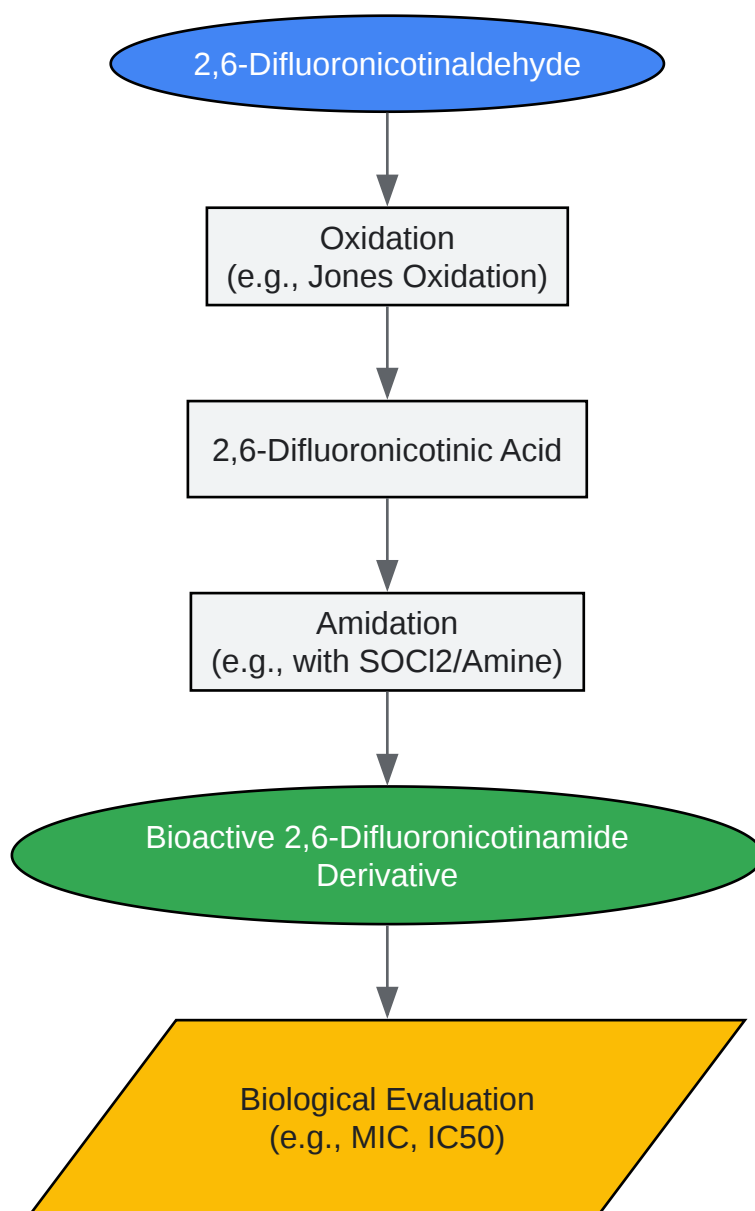 2,6-Difluoronicotinaldehyde
Oxidation
(e.g., Jones Oxidation)
2,6-Difluoronicotinic Acid
Amidation
(e.g., with SOCl2/Amine)
Bioactive 2,6-Difluoronicotinamide
Derivative
Biological Evaluation
(e.g., MIC, IC50)